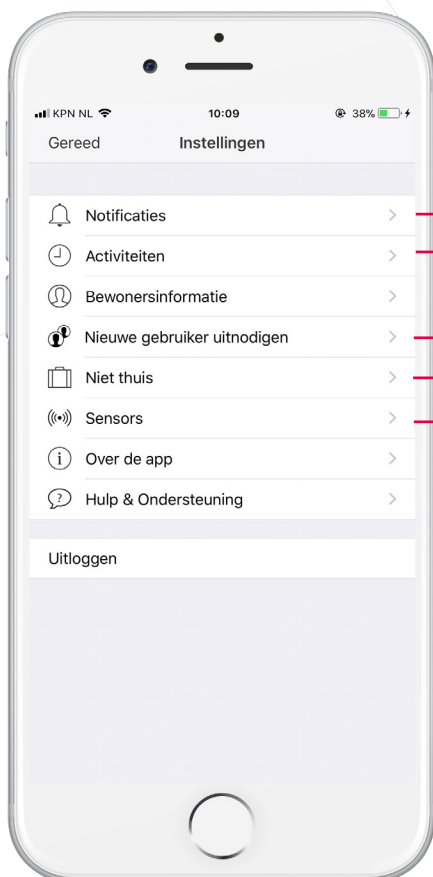 KPN NL 10:09 38%
Gereed Instellingen
Notificaties
Activiteiten
Bewonersinformatie
Nieuwe gebruiker uitnodigen
Niet thuis
Sensors
Over de app
Hulp & Ondersteuning
Uitloggen